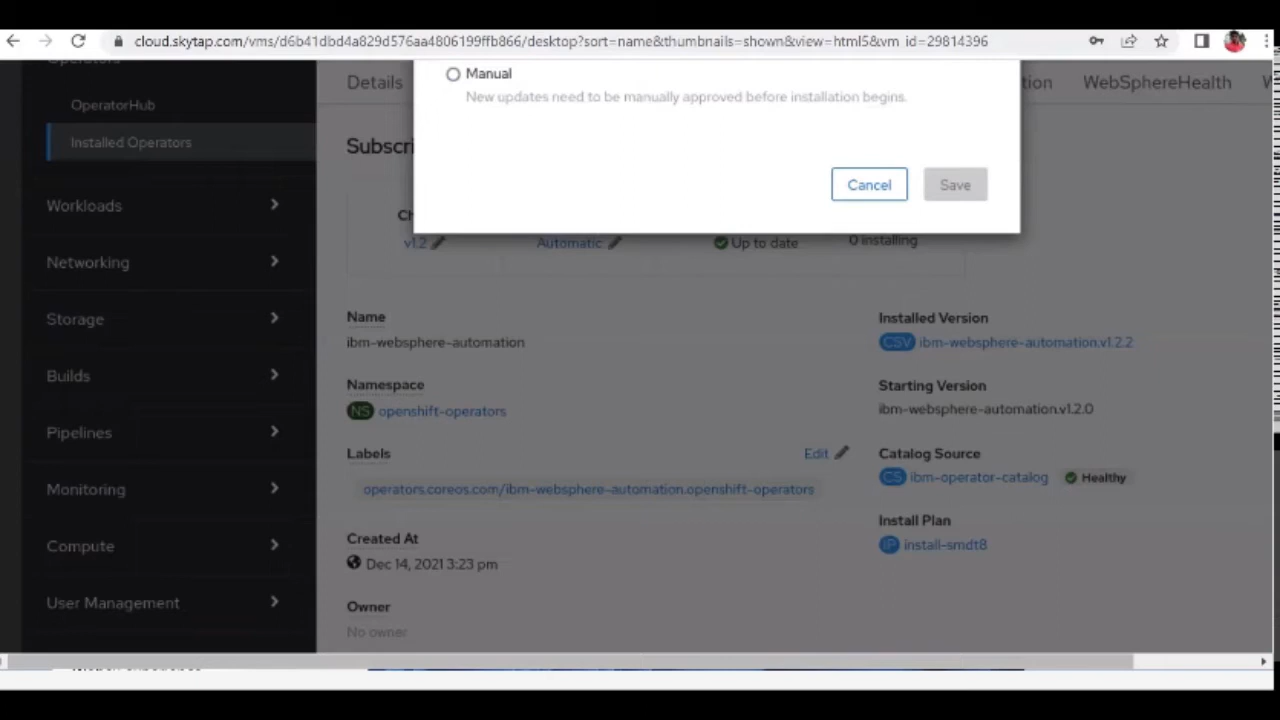 cloud.skytap.com/vms/d6b41dbd4a829d576aa4806199ffb866/desktop?sort=name&thumbnails=shown&view=html5&vm_id=29814396
Operators
OperatorHub
Installed Operators
Workloads
Networking
Storage
Builds
Pipelines
Monitoring
Compute
User Management
Details
tion
WebSphereHealth
W
Manual
New updates need to be manually approved before installation begins.
Cancel
Save
Subscri
Ch
v1.2
Automatic
Up to date
0 installing
Name
ibm-websphere-automation
Namespace
NS openshift-operators
Labels
Edit
operators.coreos.com/ibm-websphere-automation.openshift-operators
Created At
Dec 14, 2021 3:23 pm
Owner
No owner
Installed Version
CSV ibm-websphere-automation.v1.2.2
Starting Version
ibm-websphere-automation.v1.2.0
Catalog Source
CS ibm-operator-catalog Healthy
Install Plan
IP install-smdt8